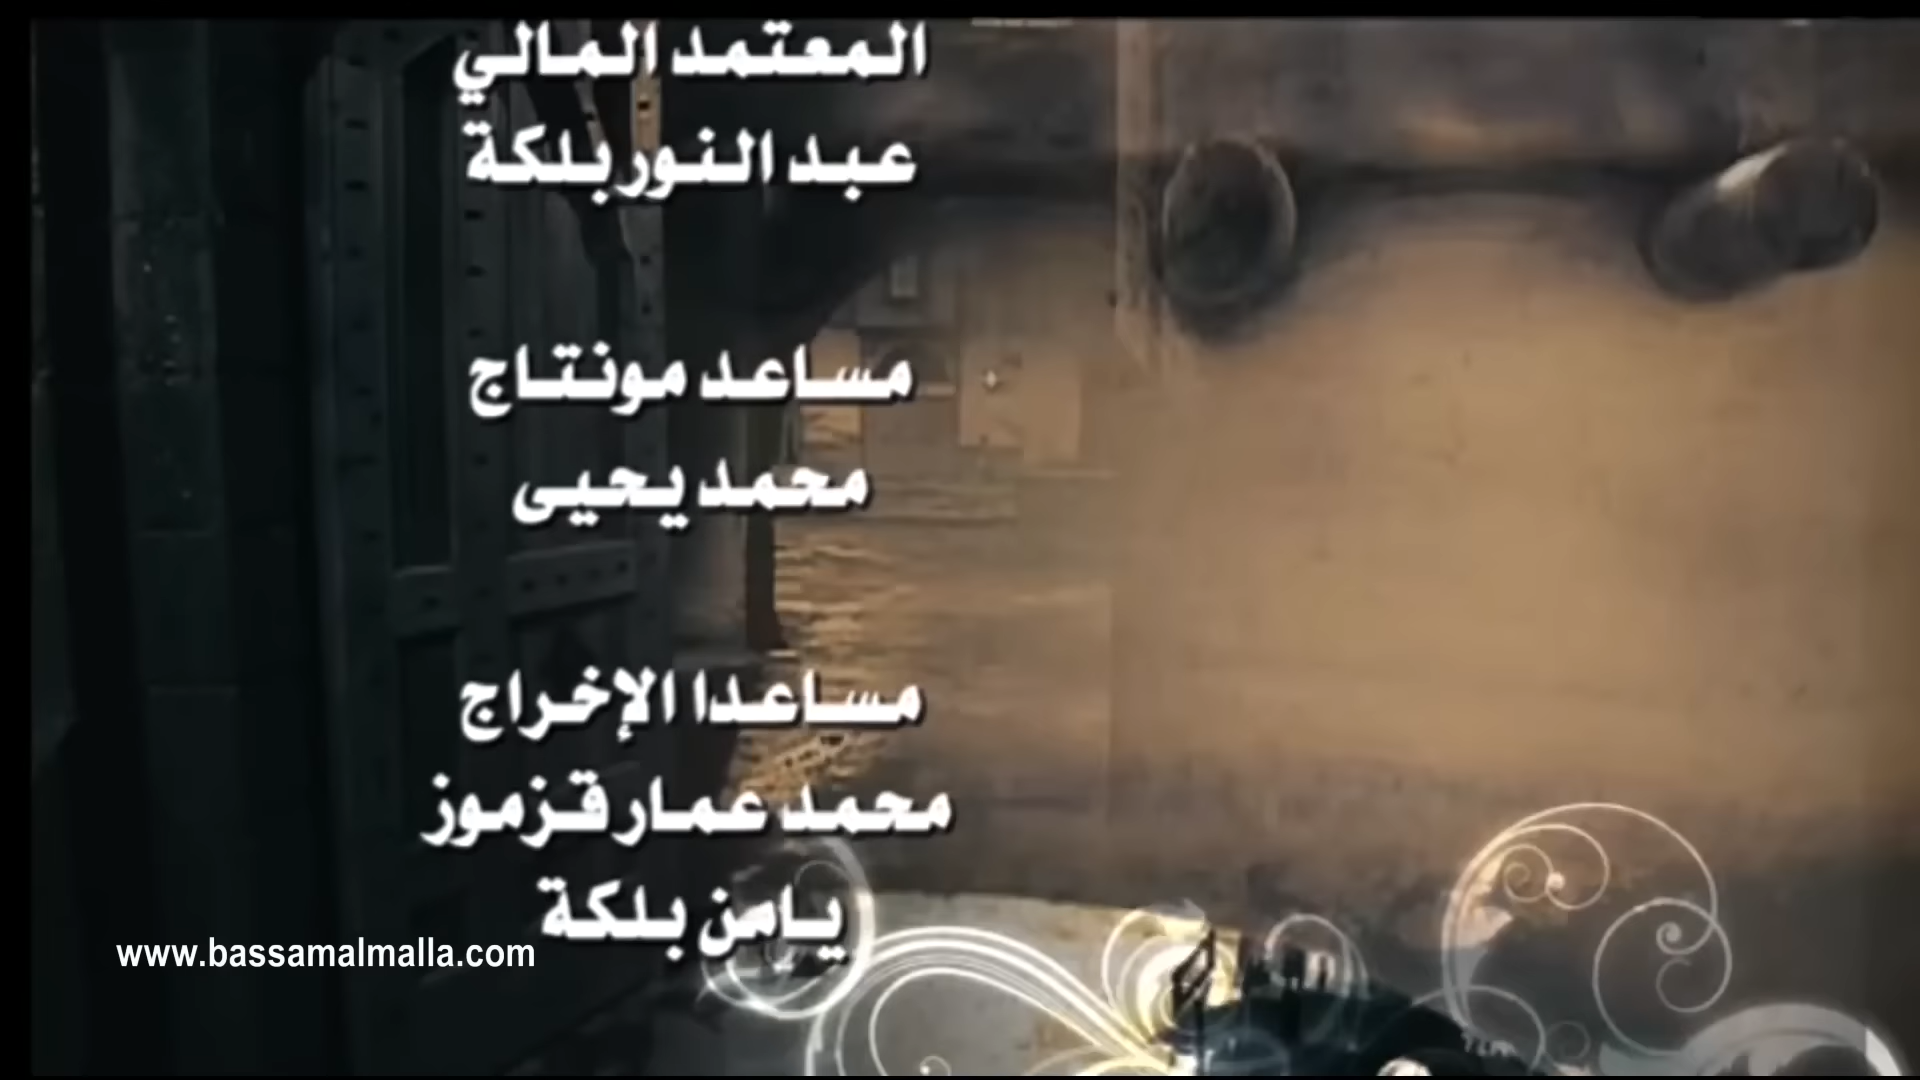 المعتمد المالي
عبد النور بلكة
مساعد مونتاج
محمد يحيى
مساعدا الإخراج
محمد عمار قزموز
يامن بلكة
www.bassamalmalla.com